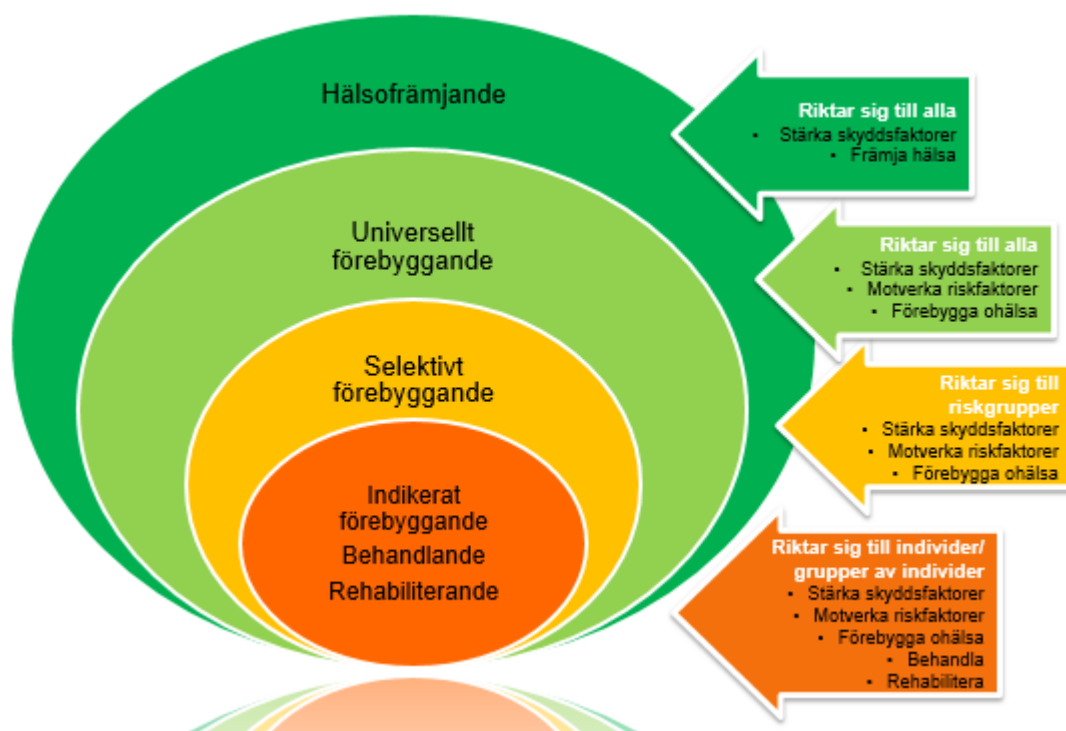 Hälsofrämjande
Riktar sig till alla
▪ Stärka skyddsfaktorer
▪ Främja hälsa
Universellt
förebyggande
Riktar sig till alla
▪ Stärka skyddsfaktorer
▪ Motverka riskfaktorer
▪ Förebygga ohälsa
Selektivt
förebyggande
Riktar sig till
riskgrupper
▪ Stärka skyddsfaktorer
▪ Motverka riskfaktorer
▪ Förebygga ohälsa
Indikerat
förebyggande
Behandlande
Rehabiliterande
Riktar sig till individer/
grupper av individer
▪ Stärka skyddsfaktorer
▪ Motverka riskfaktorer
▪ Förebygga ohälsa
▪ Behandla
▪ Rehabilitera